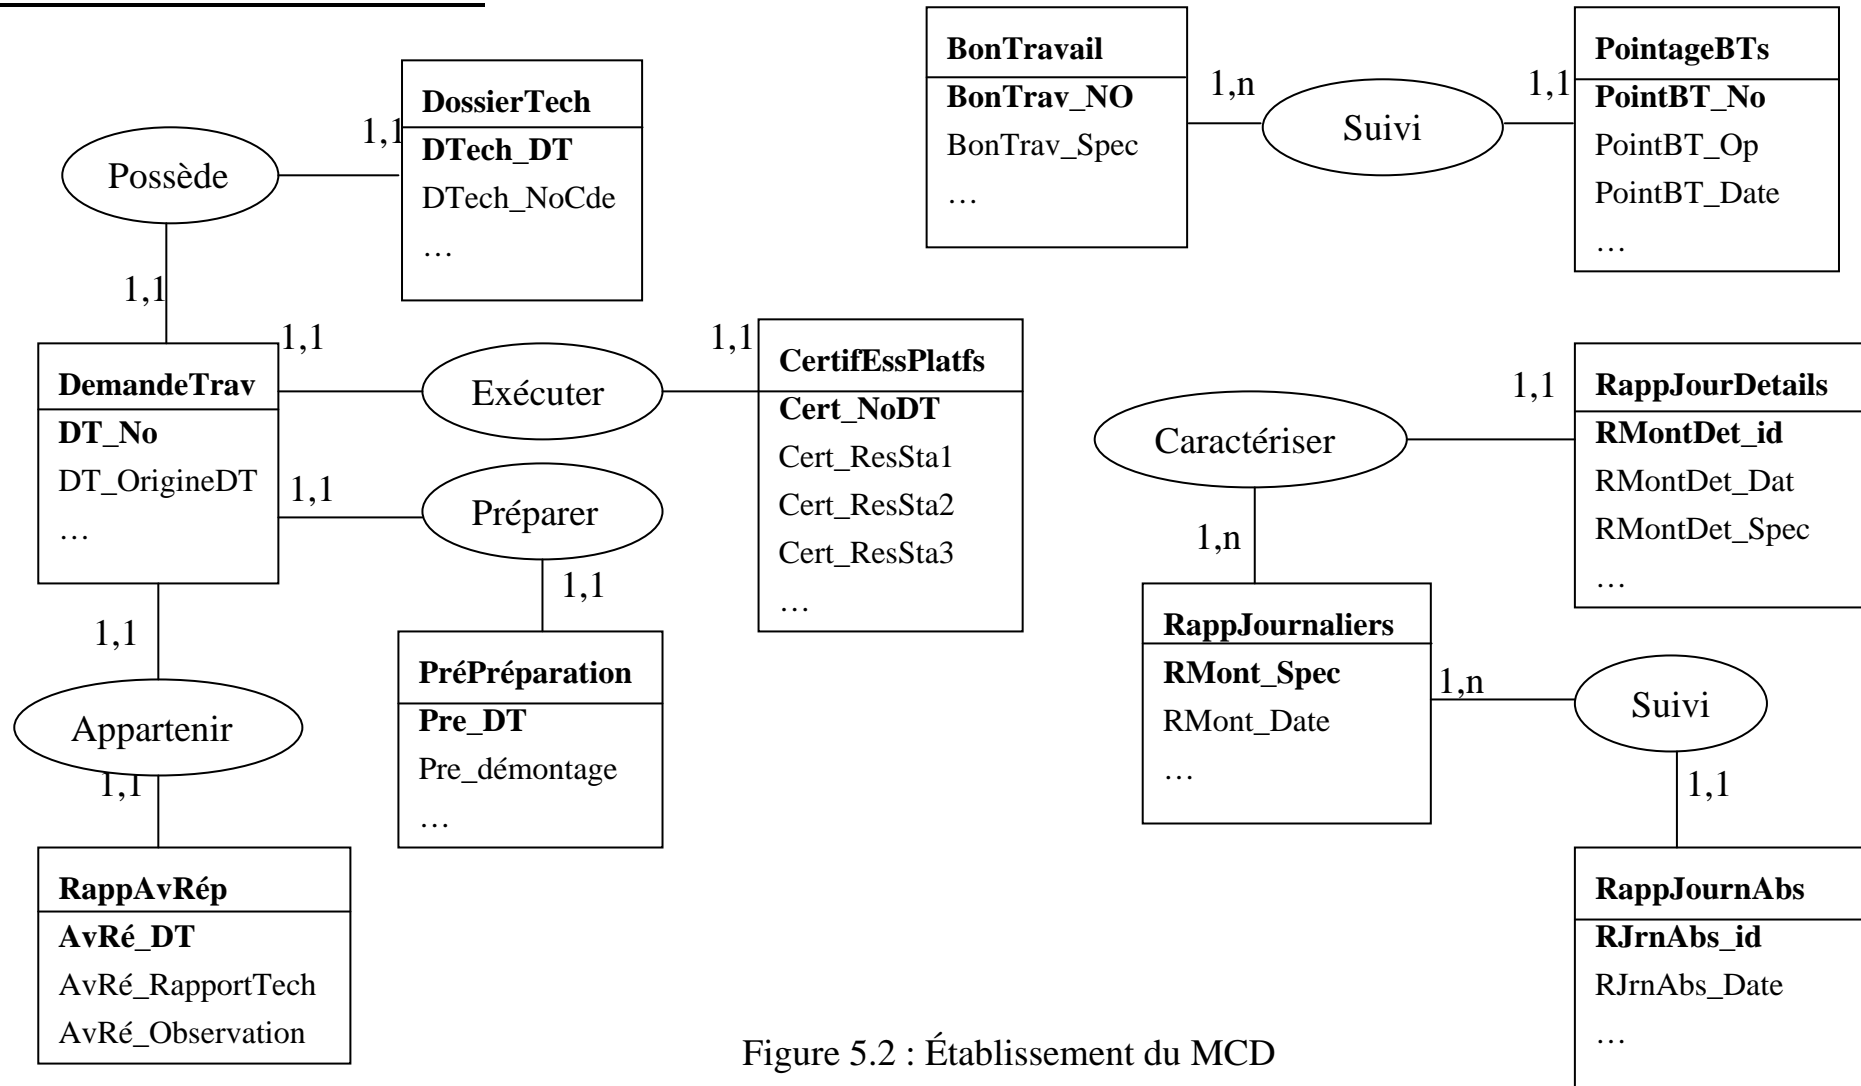 DossierTech
DTech_DT
DTech_NoCde
…
Possède
1,1
1,1
BonTravail
BonTrav_NO
BonTrav_Spec
…
1,n
Suivi
1,1
PointageBTs
PointBT_No
PointBT_Op
PointBT_Date
…
DemandeTrav
DT_No
DT_OrigineDT
…
1,1
Exécuter
1,1
CertifEssPlatfs
Cert_NoDT
Cert_ResSta1
Cert_ResSta2
Cert_ResSta3
…
1,1
Préparer
1,1
PréPréparation
Pre_DT
Pre_démontage
…
1,1
Appartenir
1,1
RappAvRép
AvRé_DT
AvRé_RapportTech
AvRé_Observation
Caractériser
1,1
RappJourDetails
RMontDet_id
RMontDet_Dat
RMontDet_Spec
…
1,n
RappJournaliers
RMont_Spec
RMont_Date
…
1,n
Suivi
1,1
RappJournAbs
RJrnAbs_id
RJrnAbs_Date
…
Figure 5.2 : Établissement du MCD